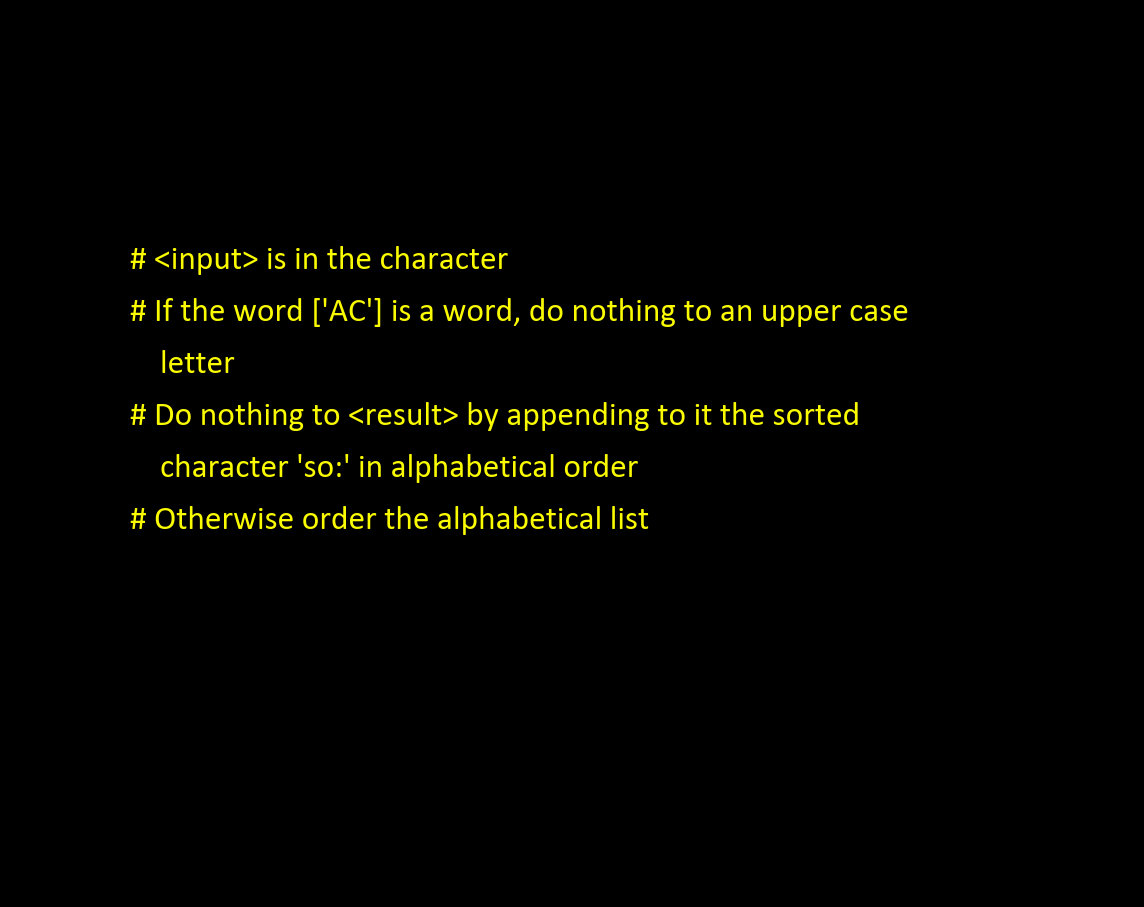 # <input> is in the character
# If the word ['AC'] is a word, do nothing to an upper case
letter
# Do nothing to <result> by appending to it the sorted
character 'so:' in alphabetical order
# Otherwise order the alphabetical list